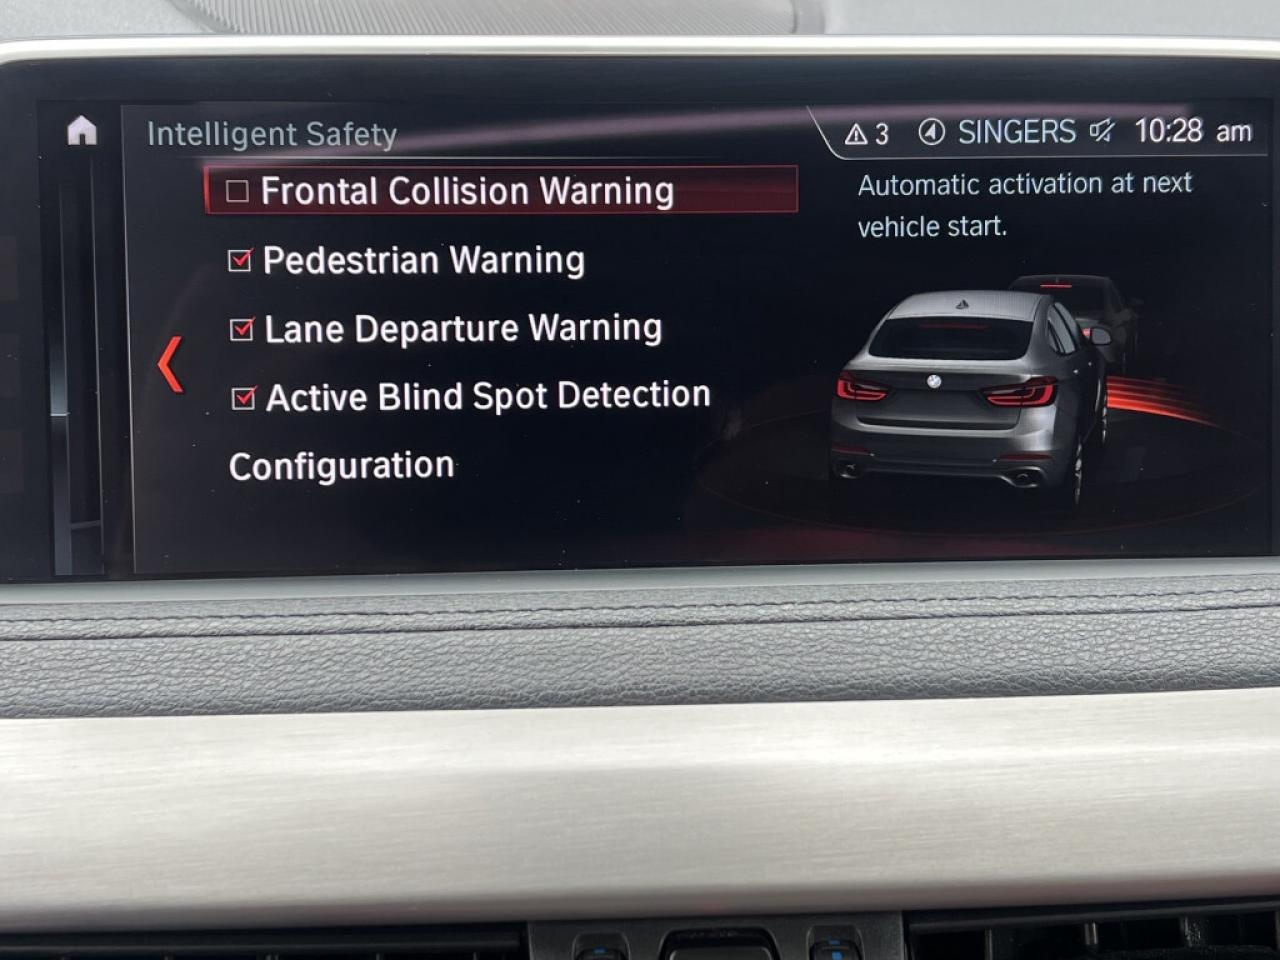 Intelligent Safety
3 SINGERS 10:28 am
Frontal Collision Warning
Pedestrian Warning
Lane Departure Warning
Active Blind Spot Detection
Configuration
Automatic activation at next
vehicle start.